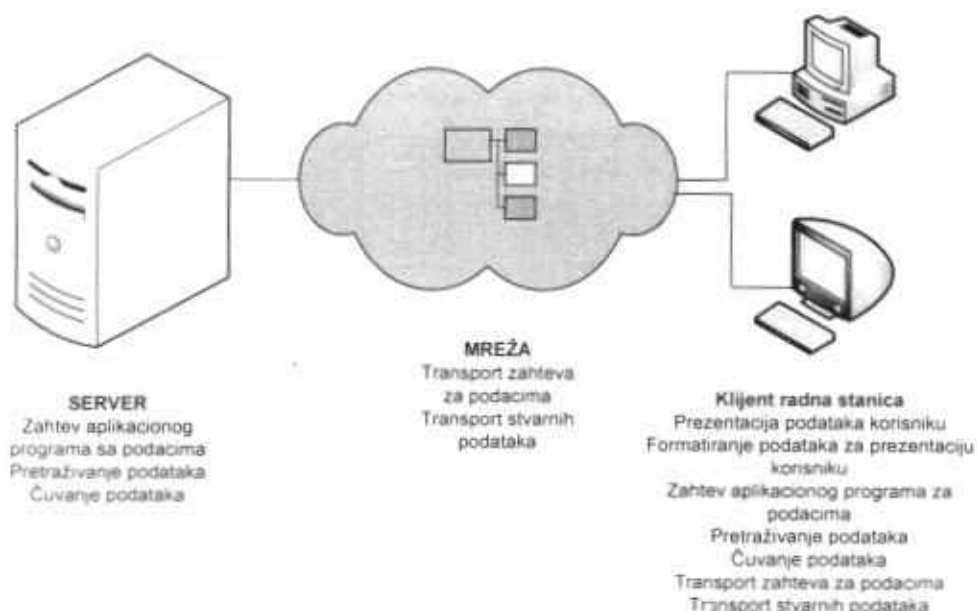 SERVER
Zahtev aplikacionog
programa sa podacima
Pretraživanje podataka
Čuvanje podataka
MREŽA
Transport zahteva
za podacima
Transport stvarnih
podataka
Klijent radna stanica
Prezentacija podataka korisniku
Formatiranje podataka za prezentaciju
korisniku
Zahtev aplikacionog programa za
podacima
Pretraživanje podataka
Čuvanje podataka
Transport zahteva za podacima
Transport stvarnih podataka